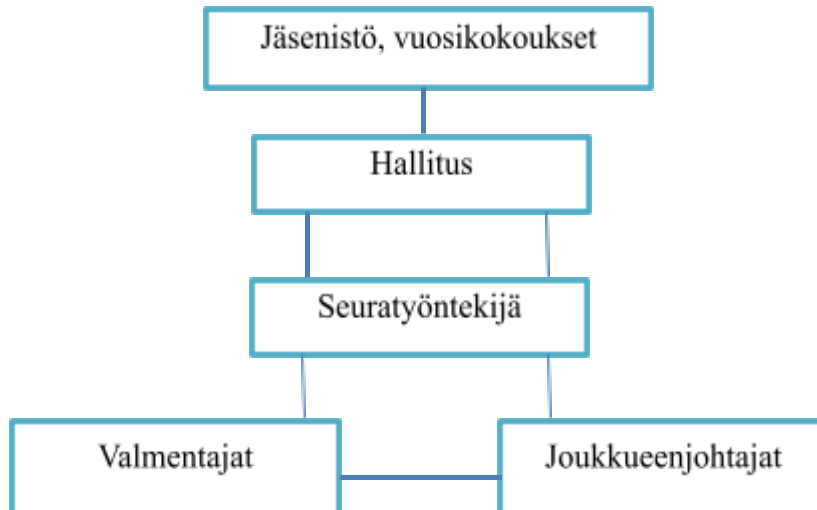 Jäsenistö, vuosikokoukset
Hallitus
Seuratyöntekijä
Valmentajat
Joukkueenjohtajat